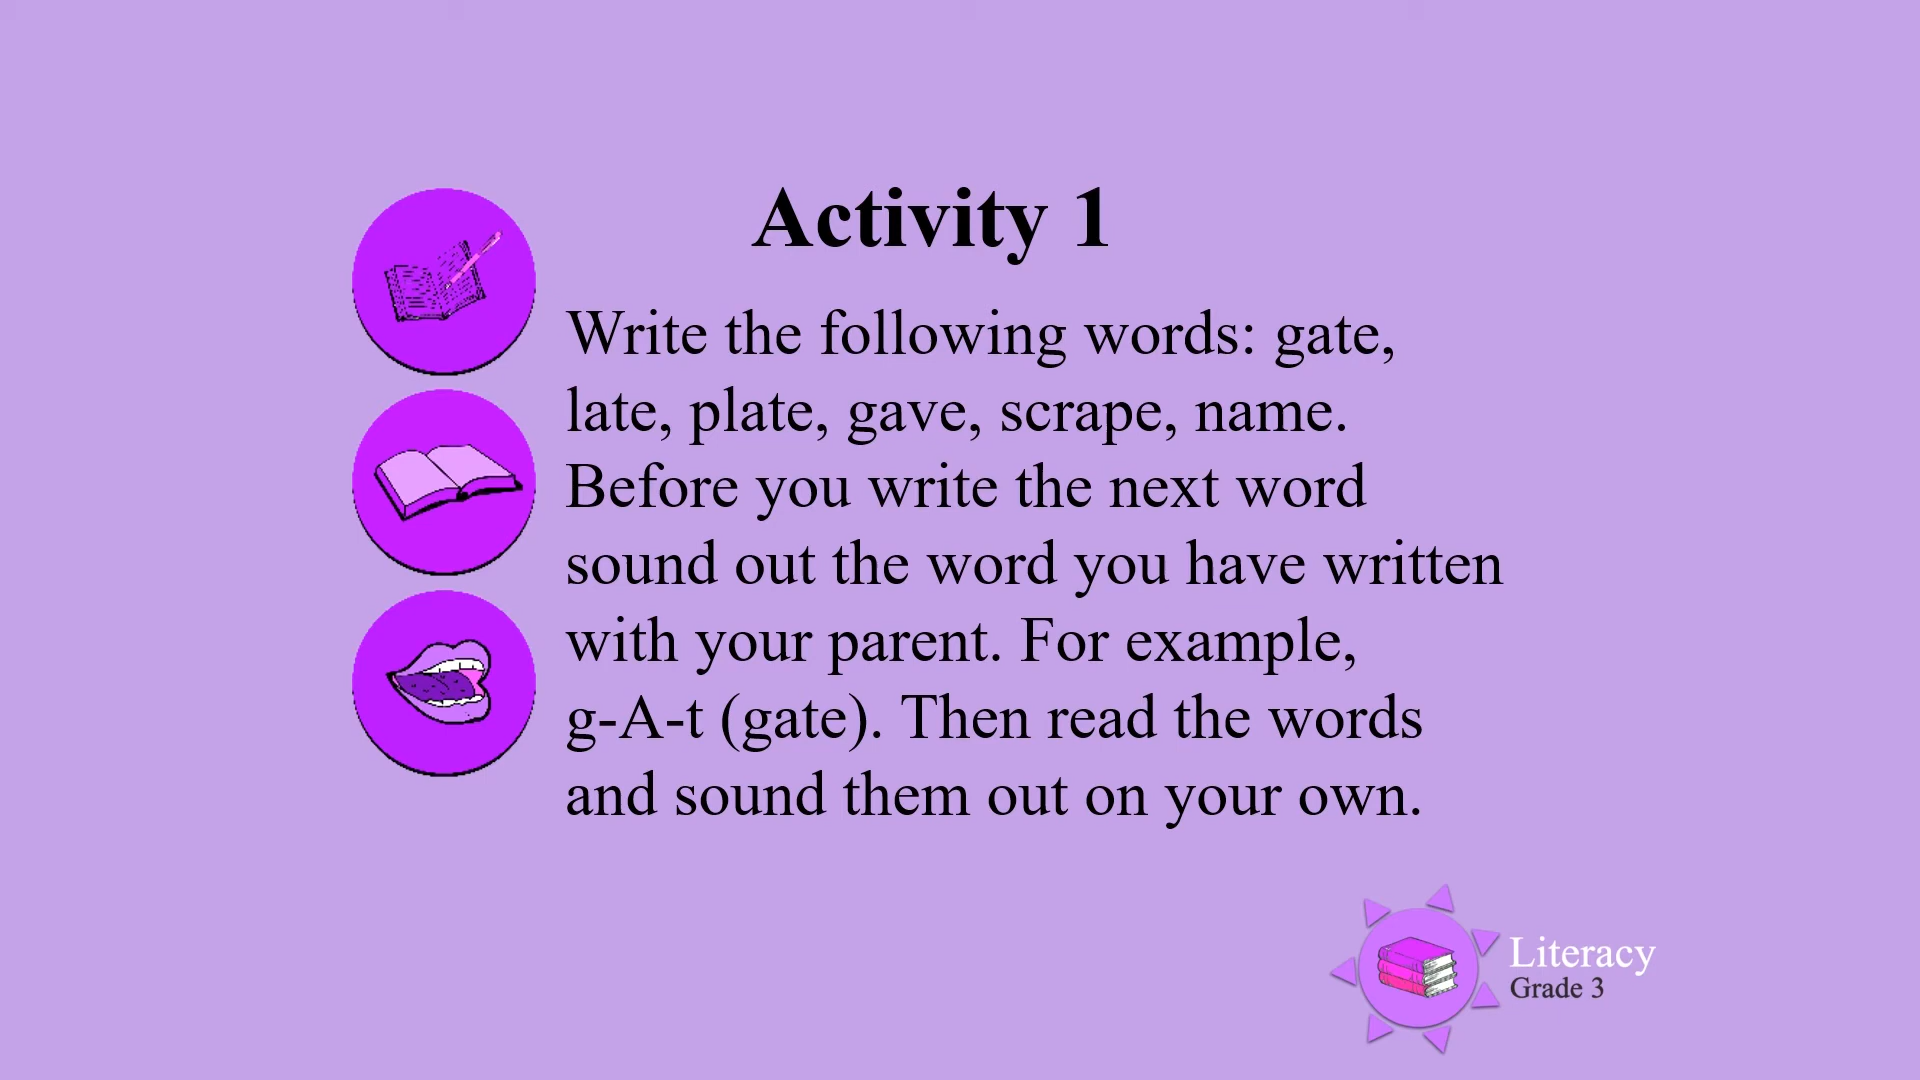 Activity 1
Write the following words: gate,
late, plate, gave, scrape, name.
Before you write the next word
sound out the word you have written
with your parent. For example,
g-A-t (gate). Then read the words
and sound them out on your own.
Literacy
Grade 3